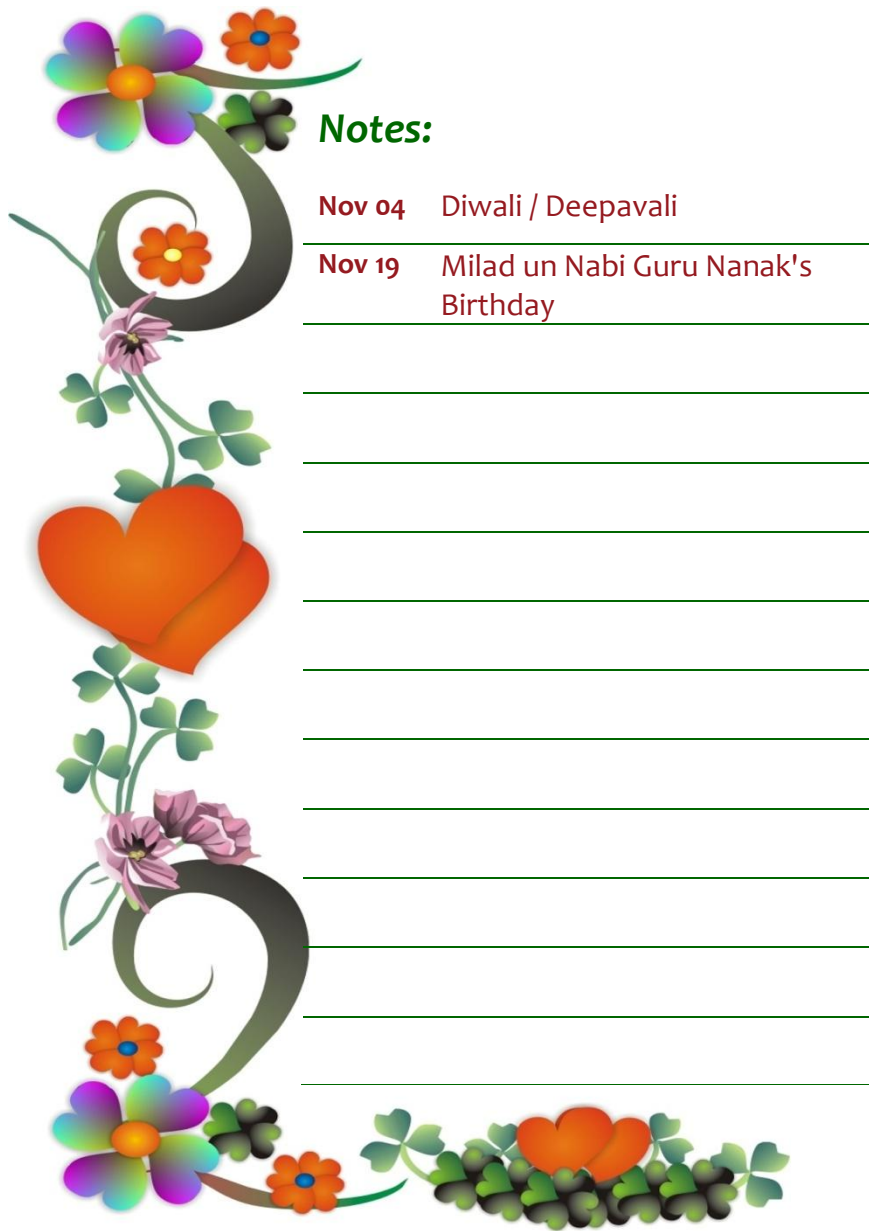 Notes:
Nov 04 Diwali / Deepavali
Nov 19 Milad un Nabi Guru Nanak's
Birthday